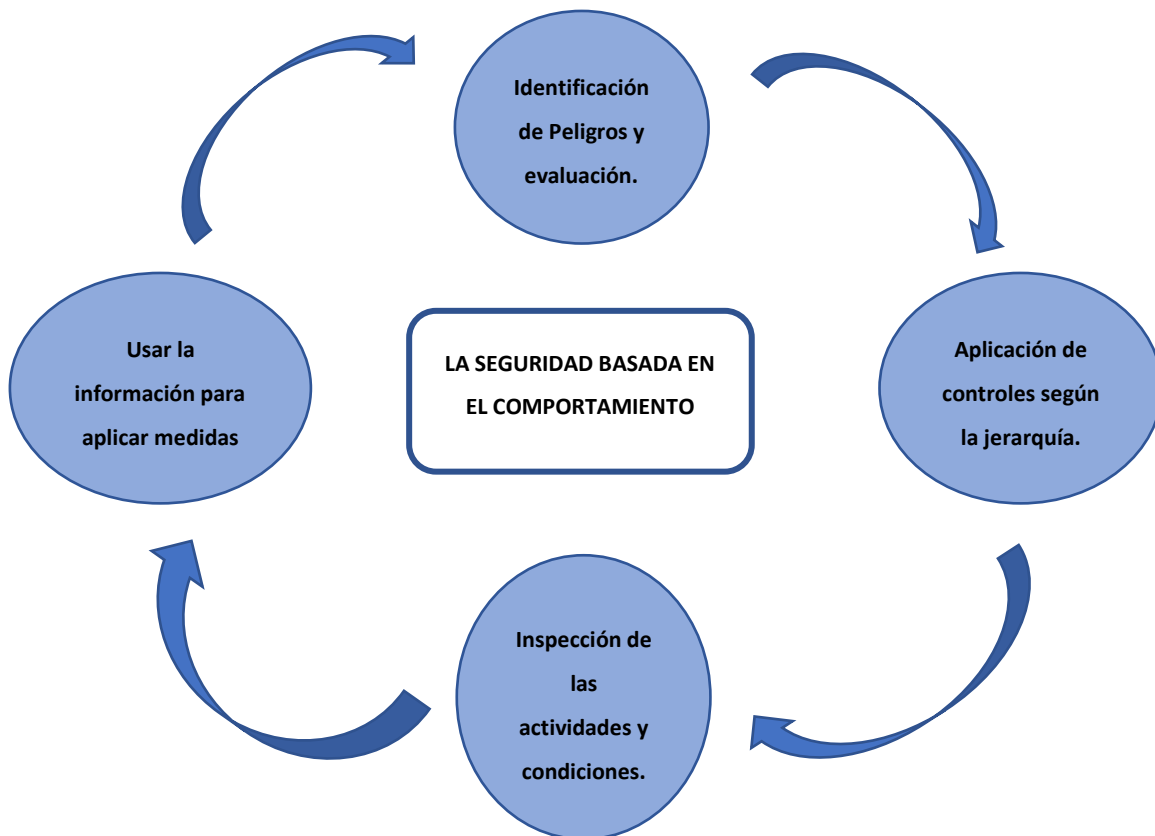 Identificación
de Peligros y
evaluación.
Aplicación de
controles según
la jerarquía.
Inspección de
las
actividades y
condiciones.
Usar la
información para
aplicar medidas
LA SEGURIDAD BASADA EN
EL COMPORTAMIENTO